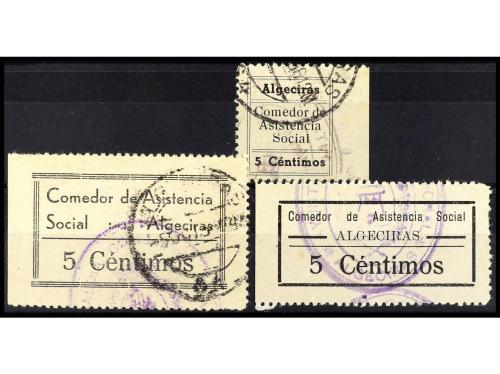 Algeciras
Comedor de
Asistencia
Social
5 Céntimos
Comedor de Asistencia
Social - Algeciras
5 Céntimos
Comedor de Asistencia Social
ALGECIRAS
5 Céntimos